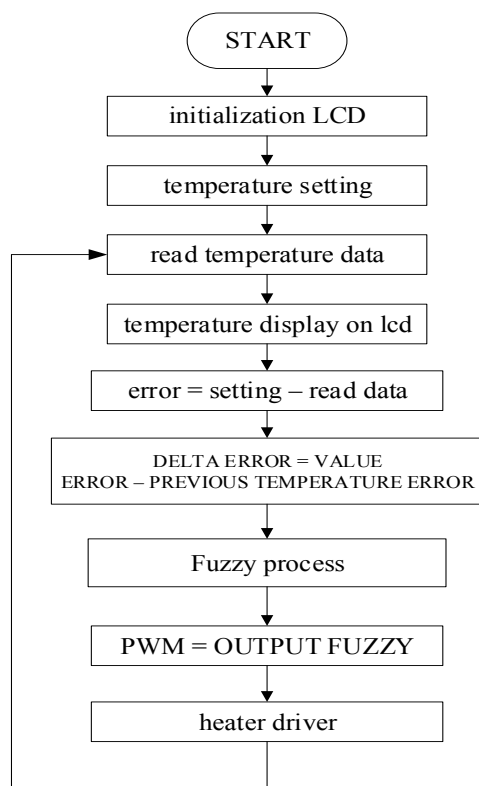 START
initialization LCD
temperature setting
read temperature data
temperature display on lcd
error = setting – read data
DELTA ERROR = VALUE
ERROR – PREVIOUS TEMPERATURE ERROR
Fuzzy process
PWM = OUTPUT FUZZY
heater driver